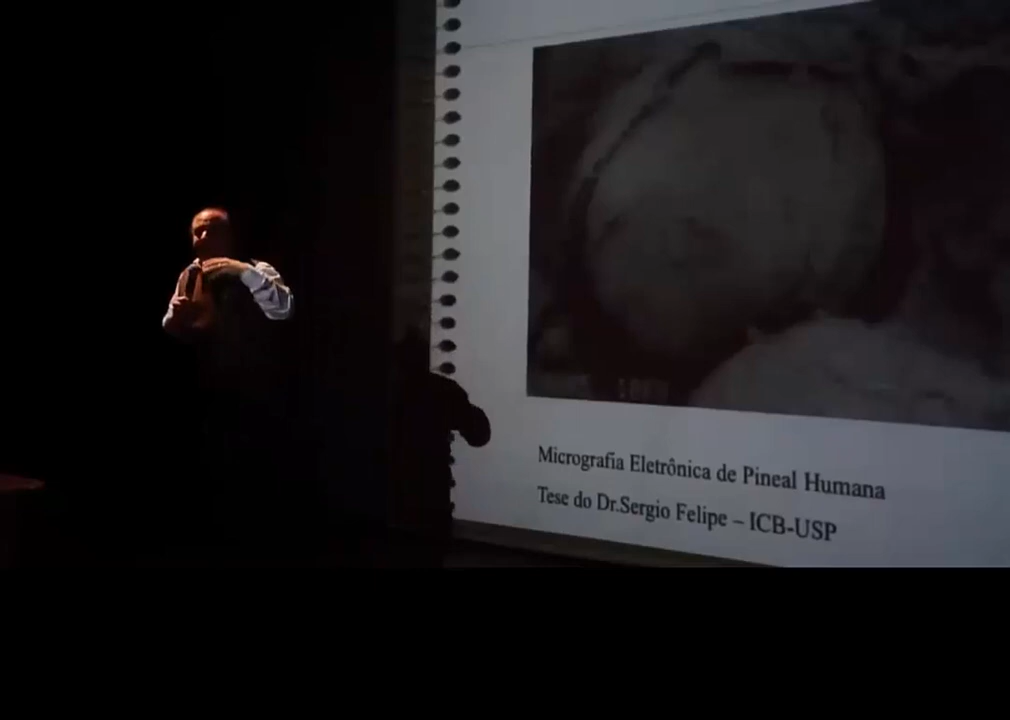 Micrografia Eletrônica de Pineal Humana
Tese do Dr.Sergio Felipe – ICB-USP